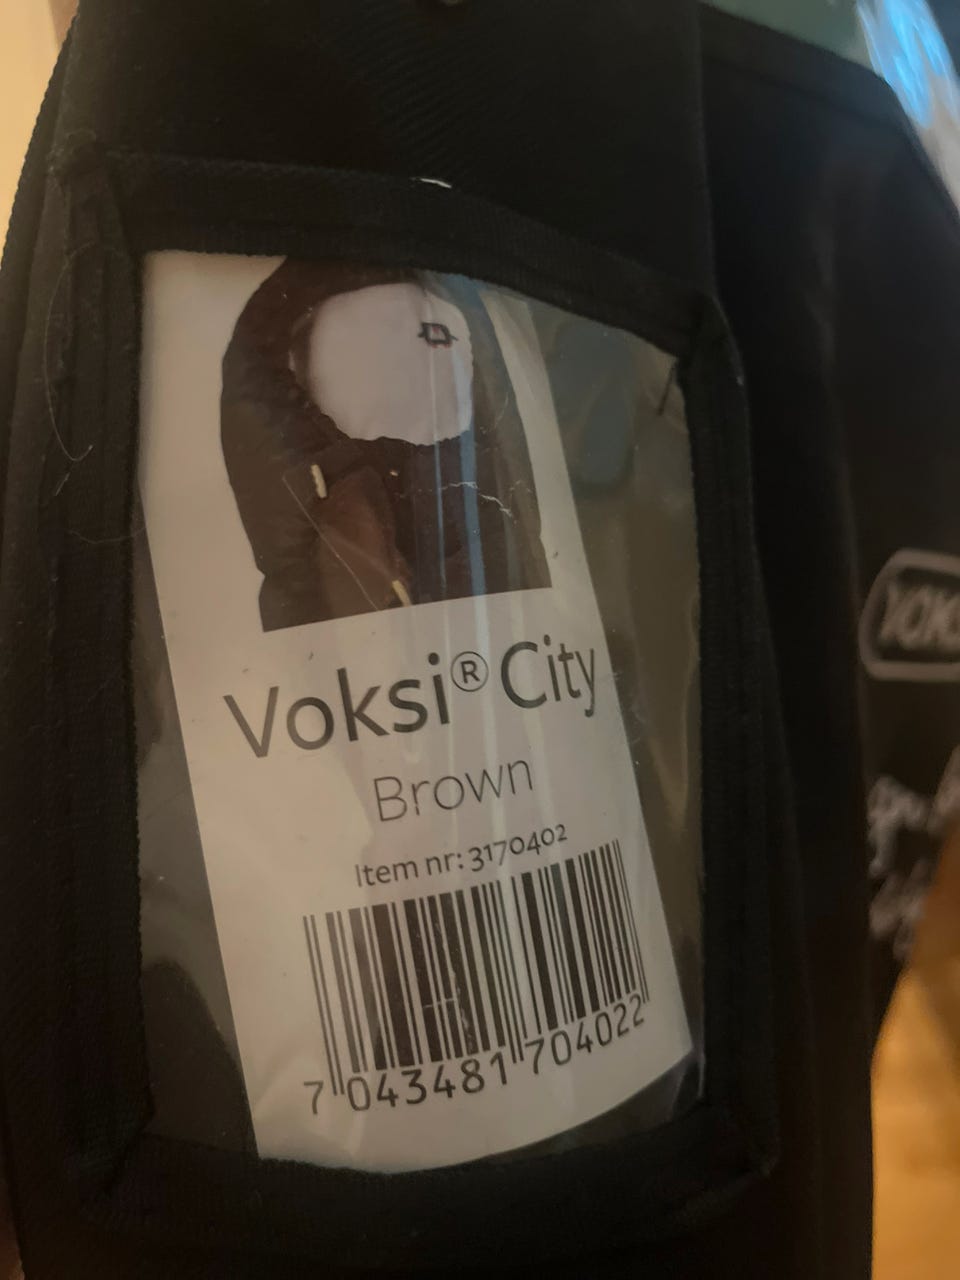 Voksi® City
Brown
Item nr: 3170402
7 043481 704022